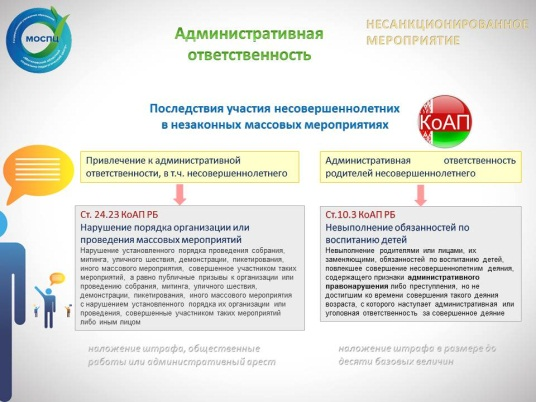 МОСПЦ
НЕСАНКЦИОНИРОВАННОЕ
МЕРОПРИЯТИЕ
Административная
ответственность
Последствия участия несовершеннолетних
в незаконных массовых мероприятиях
КоАП
Привлечение к административной
ответственности, в т.ч. несовершеннолетнего
Ст. 24.23 КоАП РБ
Нарушение порядка организации или
проведения массовых мероприятий
Нарушение установленного порядка проведения собрания,
митинга, уличного шествия, демонстрации, пикетирования,
иного массового мероприятия, совершенное участником таких
мероприятий, а равно публичные призывы к организации или
проведению собрания, митинга, уличного шествия,
демонстрации, пикетирования, иного массового мероприятия
с нарушением установленного порядка их организации или
проведения, совершенные участником таких мероприятий
либо иным лицом
наложение штрафа, общественные
работы или административный арест
Административная ответственность
родителей несовершеннолетнего
Ст.10.3 КоАП РБ
Невыполнение обязанностей по
воспитанию детей
Невыполнение родителями или лицами, их
заменяющими, обязанностей по воспитанию детей,
повлекшее совершение несовершеннолетним деяния,
содержащего признаки административного
правонарушения либо преступления, но не
достигшим ко времени совершения такого деяния
возраста, с которого наступает административная или
уголовная ответственность за совершенное деяние
наложение штрафа в размере до
десяти базовых величин